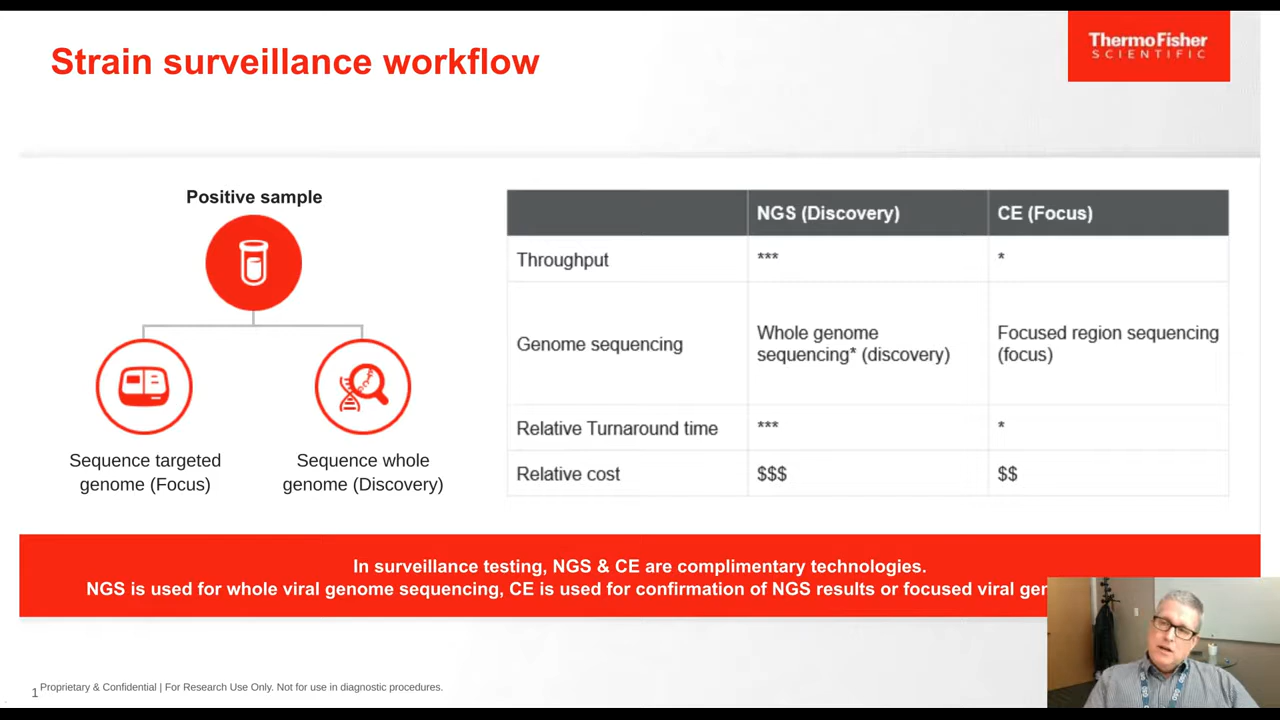 Strain surveillance workflow
ThermoFisher
SCIENTIFIC
Positive sample
Sequence targeted
genome (Focus)
Sequence whole
genome (Discovery)
NGS (Discovery)
CE (Focus)
Throughput
***
*
Genome sequencing
Whole genome
sequencing* (discovery)
Focused region sequencing
(focus)
Relative Turnaround time
***
*
Relative cost
$$$
$$
In surveillance testing, NGS & CE are complimentary technologies.
NGS is used for whole viral genome sequencing, CE is used for confirmation of NGS results or focused viral
1
Proprietary & Confidential | For Research Use Only. Not for use in diagnostic procedures.